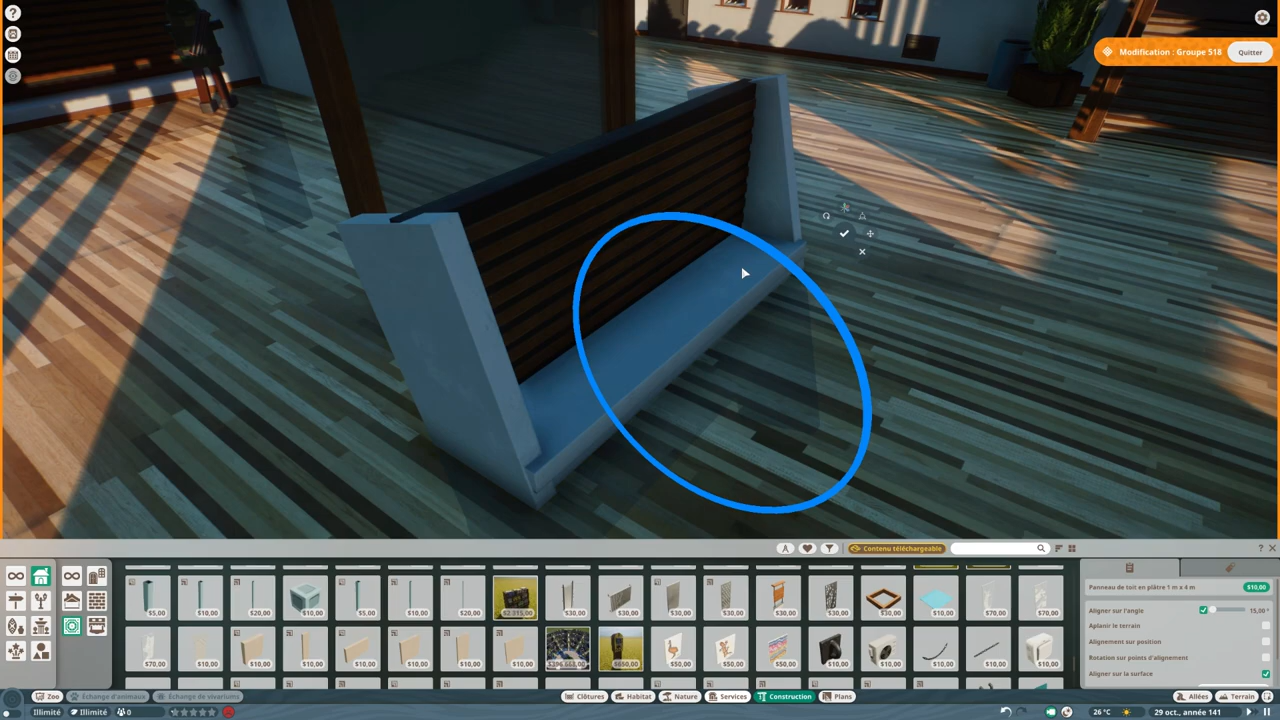 ?
Modification : Groupe 518
Quitter
A
Contenu téléchargeable
? ×
$5,00 $10,00 $20,00 $10,00 $5,00 $10,00 $20,00 $2 315,00 $30,00 $30,00 $30,00 $30,00 $30,00 $30,00 $30,00 $10,00 $70,00 $70,00
$70,00 $10,00 $10,00 $10,00 $10,00 $10,00 $10,00 $10,00 $650,00 $50,00 $50,00 $50,00 $10,00 $10,00 $10,00 $10,00 $10,00
Panneau de toit en plâtre 1 m x 4 m $10,00
Aligner sur l'angle 15,00°
Aplanir le terrain
Alignement sur position
Rotation sur points d'alignement
Aligner sur la surface
Zoo
Échange d'animaux
Échange de vivariums
Clôtures
Habitat
Nature
Services
Construction
Plans
Allées
Terrain
Illimité
Illimité
0
26 °C
29 oct., année 141